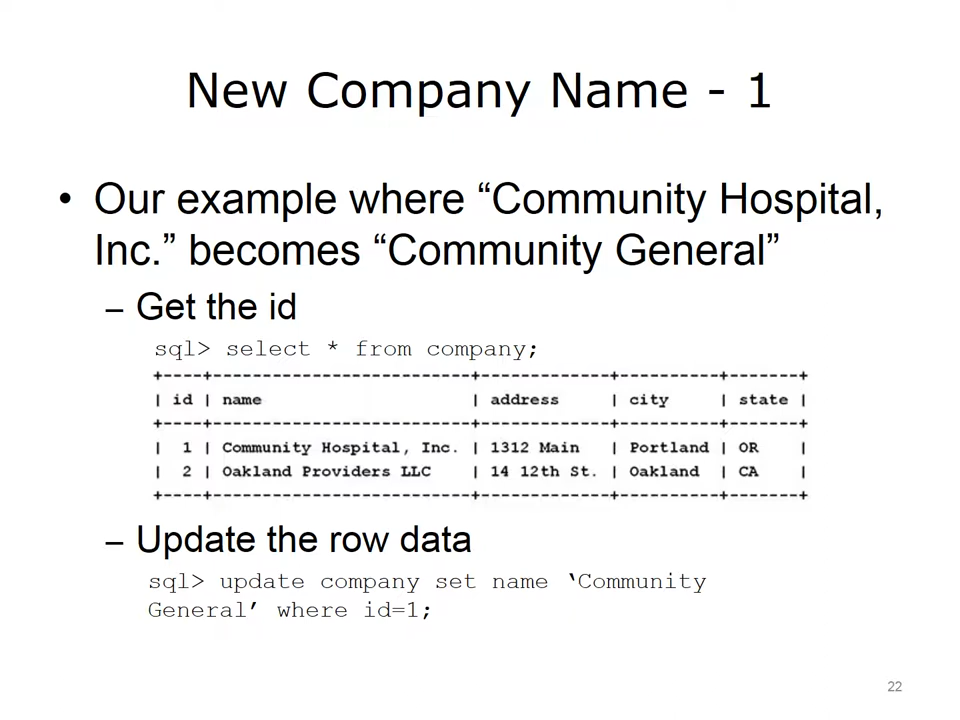 New Company Name - 1
• Our example where “Community Hospital,
Inc.” becomes “Community General”
– Get the id
sql> select * from company;
+----+--------------------------+-------------+----------+-------+
| id | name                     | address     | city     | state |
+----+--------------------------+-------------+----------+-------+
|  1 | Community Hospital, Inc. | 1312 Main   | Portland | OR    |
|  2 | Oakland Providers LLC    | 14 12th St. | Oakland  | CA    |
+----+--------------------------+-------------+----------+-------+
– Update the row data
sql> update company set name ‘Community
General’ where id=1;
22